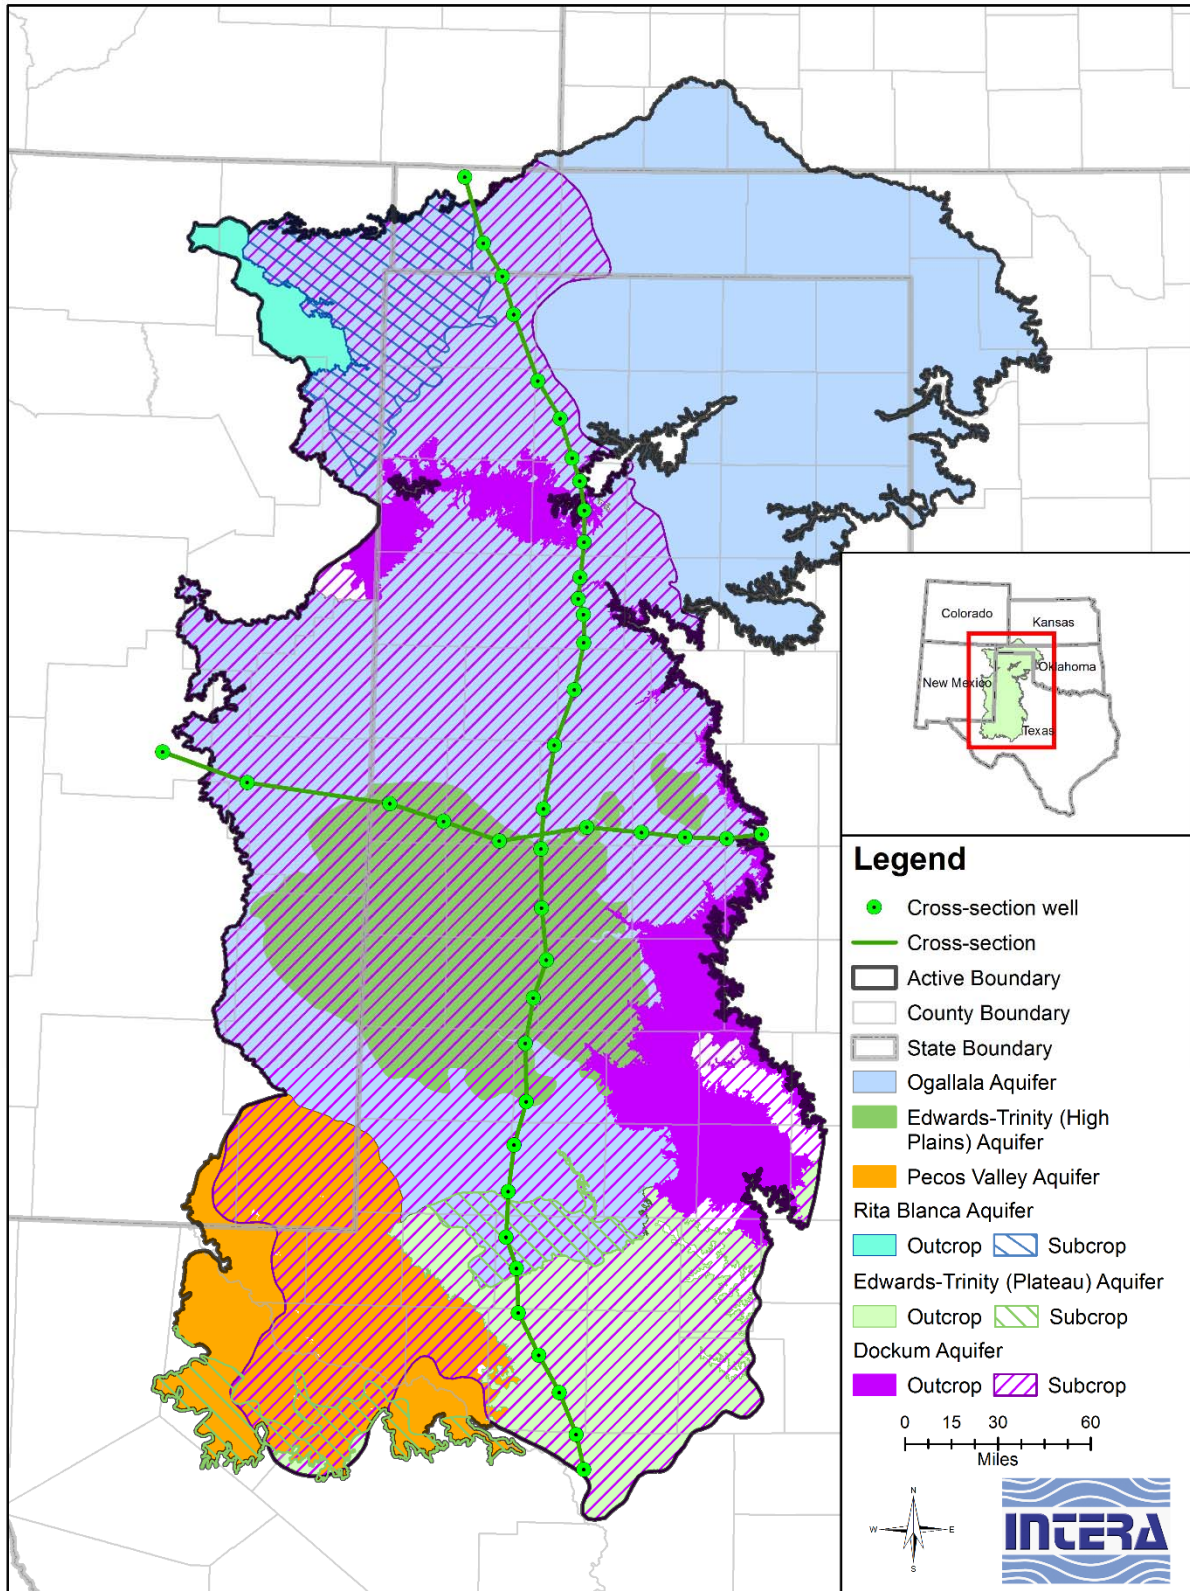 Colorado
Kansas
New Mexico
Oklahoma
Texas
Legend
Cross-section well
Cross-section
Active Boundary
County Boundary
State Boundary
Ogallala Aquifer
Edwards-Trinity (High
Plains) Aquifer
Pecos Valley Aquifer
Rita Blanca Aquifer
Outcrop Subcrop
Edwards-Trinity (Plateau) Aquifer
Outcrop Subcrop
Dockum Aquifer
Outcrop Subcrop
0 15 30 60
Miles
N
W E
S
INTERA